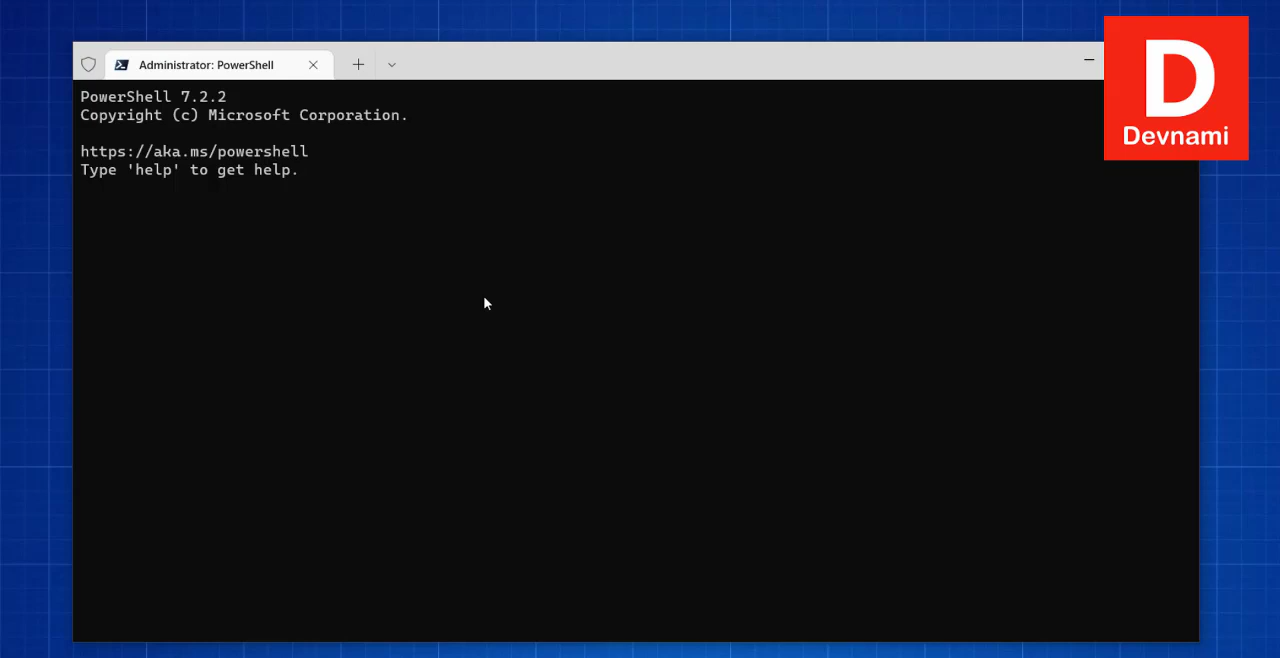 Administrator: PowerShell
PowerShell 7.2.2
Copyright (c) Microsoft Corporation.
https://aka.ms/powershell
Type 'help' to get help.
D
Devnami